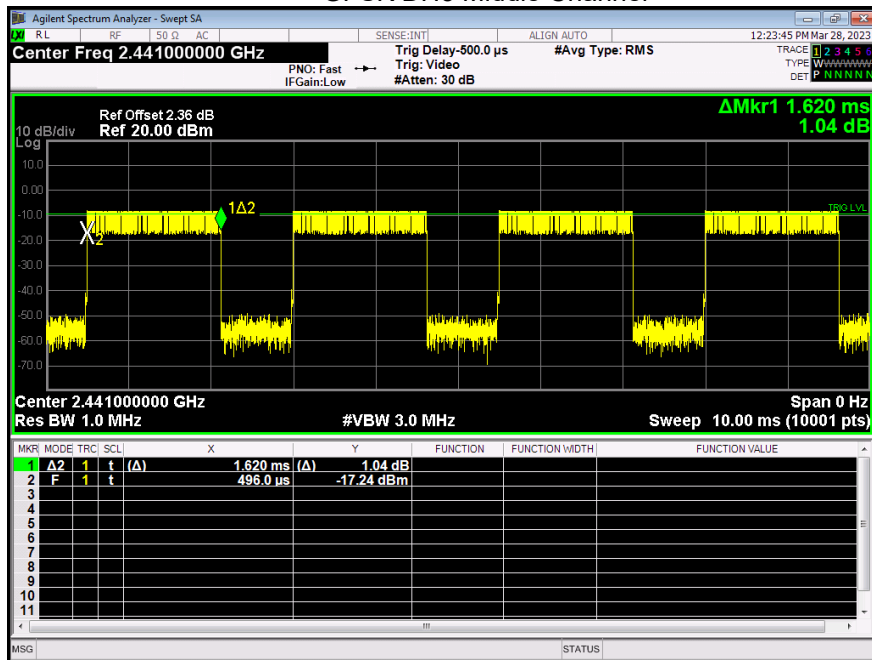 Agilent Spectrum Analyzer - Swept SA
LXI RL RF 50 Ω AC SENSE:INT ALIGN AUTO 12:23:45 PM Mar 28, 2023
Center Freq 2.441000000 GHz Trig Delay-500.0 µs #Avg Type: RMS TRACE 1 2 3 4 5 6
PNO: Fast Trig: Video TYPE WWWWWW
IFGain:Low #Atten: 30 dB DET P N N N N N
ΔMkr1 1.620 ms
Ref Offset 2.36 dB
10 dB/div Ref 20.00 dBm 1.04 dB
Log
10.0
0.00
1Δ2
-10.0 TRIG LVL
X2
-20.0
-30.0
-40.0
-50.0
-60.0
-70.0
Center 2.441000000 GHz Span 0 Hz
Res BW 1.0 MHz #VBW 3.0 MHz Sweep 10.00 ms (10001 pts)
MKR MODE TRC SCL X Y FUNCTION FUNCTION WIDTH FUNCTION VALUE
1 Δ2 1 t (Δ) 1.620 ms (Δ) 1.04 dB
2 F 1 t 496.0 µs -17.24 dBm
3
4
5
6
7
8
9
10
11
MSG STATUS